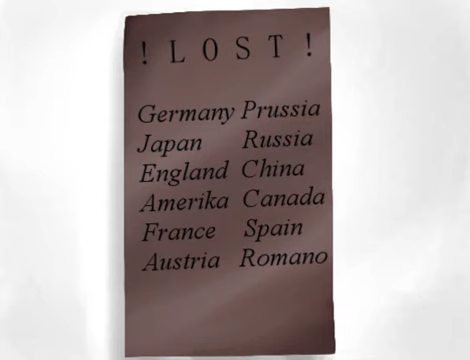 ! L O S T !
Germany Prussia
Japan Russia
England China
Amerika Canada
France Spain
Austria Romano